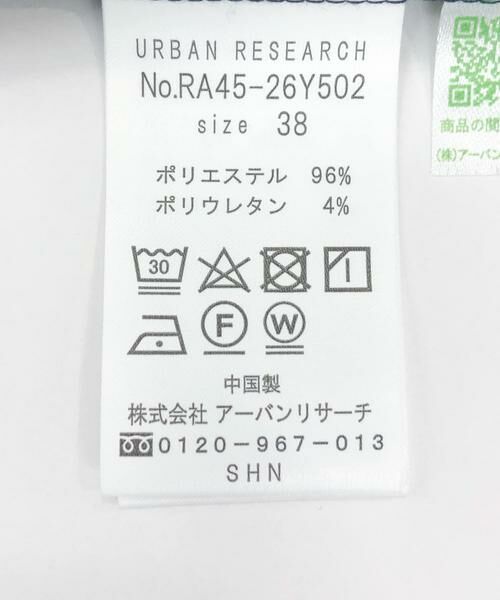 URBAN RESEARCH
No.RA45-26Y502
size 38
ポリエステル 96%
ポリウレタン 4%
30
F W
中国製
株式会社 アーバンリサーチ
0120-967-013
SHN
商品の関
(株)アーバン